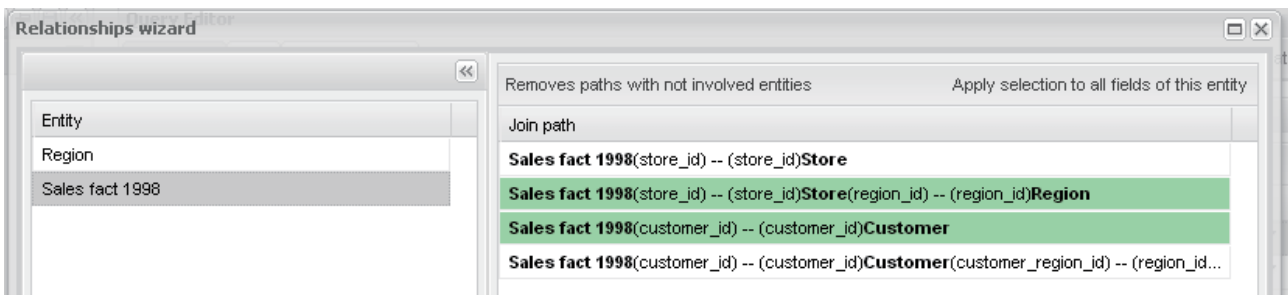 Query Editor
Relationships wizard
Removes paths with not involved entities Apply selection to all fields of this entity
Entity
Region
Sales fact 1998
Join path
Sales fact 1998(store_id) -- (store_id)Store
Sales fact 1998(store_id) -- (store_id)Store(region_id) -- (region_id)Region
Sales fact 1998(customer_id) -- (customer_id)Customer
Sales fact 1998(customer_id) -- (customer_id)Customer(customer_region_id) -- (region_id...